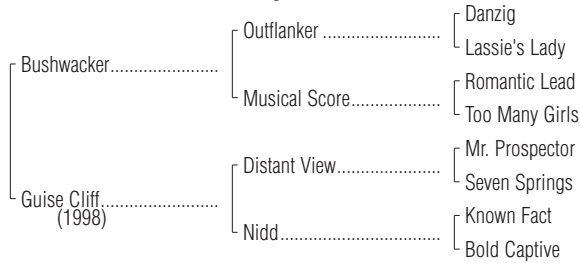 Danzig
Outflanker ......................
Lassie's Lady
Bushwacker.....................
Romantic Lead
Musical Score.................
Too Many Girls
Mr. Prospector
Distant View....................
Seven Springs
Guise Cliff.......................
(1998)
Known Fact
Nidd...............................
Bold Captive